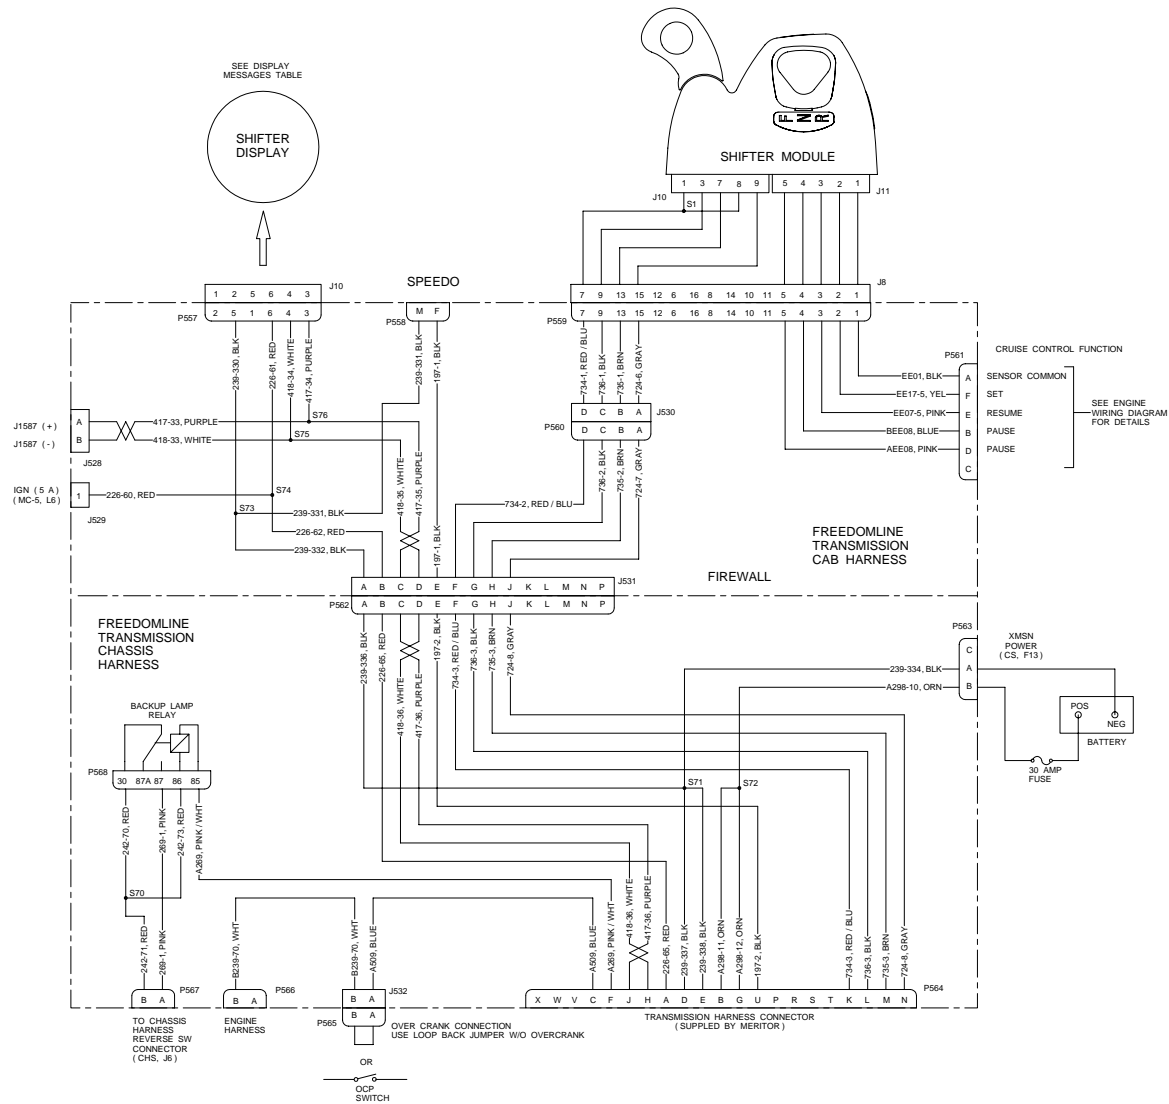 SEE DISPLAY
MESSAGES TABLE
SHIFTER
DISPLAY
F N R
SHIFTER MODULE
1 3 7 8 9
5 4 3 2 1
J10
J11
S1
1 2 5 6 4 3
J10
2 5 1 6 4 3
P557
SPEEDO
M F
P558
7 9 13 15 12 6 16 8 14 10 11 5 4 3 2 1
J8
7 9 13 15 12 6 16 8 14 10 11 5 4 3 2 1
P559
239-330, BLK
226-61, RED
418-34, WHITE
417-34, PURPLE
239-331, BLK
197-1, BLK
734-1, RED / BLU
736-1, BLK
735-1, BRN
724-6, GRAY
P561
CRUISE CONTROL FUNCTION
EE01, BLK
A
SENSOR COMMON
EE17-5, YEL
F
SET
EE07-5, PINK
E
RESUME
BEE08, BLUE
B
PAUSE
AEE08, PINK
D
PAUSE
C
SEE ENGINE
WIRING DIAGRAM
FOR DETAILS
D C B A
J530
P560
D C B A
J1587 (+)
A
417-33, PURPLE
S76
J1587 (-)
B
418-33, WHITE
S75
J528
IGN (5 A)
(MC-5, L6)
1
226-60, RED
S74
J529
S73
239-331, BLK
226-62, RED
239-332, BLK
418-35, WHITE
417-35, PURPLE
197-1, BLK
734-2, RED / BLU
736-2, BLK
735-2, BRN
724-7, GRAY
FREEDOMLINE
TRANSMISSION
CAB HARNESS
FIREWALL
A B C D E F G H J K L M N P
J531
P562
A B C D E F G H J K L M N P
FREEDOMLINE
TRANSMISSION
CHASSIS
HARNESS
239-336, BLK
226-65, RED
418-36, WHITE
417-36, PURPLE
197-2, BLK
734-3, RED / BLU
736-3, BLK
735-3, BRN
724-8, GRAY
P563
C
A
B
XMSN
POWER
(CS, F13)
239-334, BLK
A298-10, ORN
POS
NEG
BATTERY
30 AMP
FUSE
BACKUP LAMP
RELAY
P568
30 87A 87 86 85
242-70, RED
269-1, PINK
242-73, RED
A269, PINK / WHT
S71
S72
S70
242-71, RED
269-1, PINK
B239-70, WHT
B239-70, WHT
A509, BLUE
A509, BLUE
A269, PINK / WHT
418-36, WHITE
417-36, PURPLE
226-65, RED
239-337, BLK
239-338, BLK
A298-11, ORN
A298-12, ORN
197-2, BLK
734-3, RED / BLU
736-3, BLK
735-3, BRN
724-8, GRAY
B A
P567
B A
P566
B A
J532
X W V C F J H A D E B G U P R S T K L M N
P564
P565
B A
TO CHASSIS
HARNESS
REVERSE SW
CONNECTOR
(CHS, J6)
ENGINE
HARNESS
OVER CRANK CONNECTION
USE LOOP BACK JUMPER W/O OVERCRANK
TRANSMISSION HARNESS CONNECTOR
(SUPPLED BY MERITOR)
OR
OCP
SWITCH